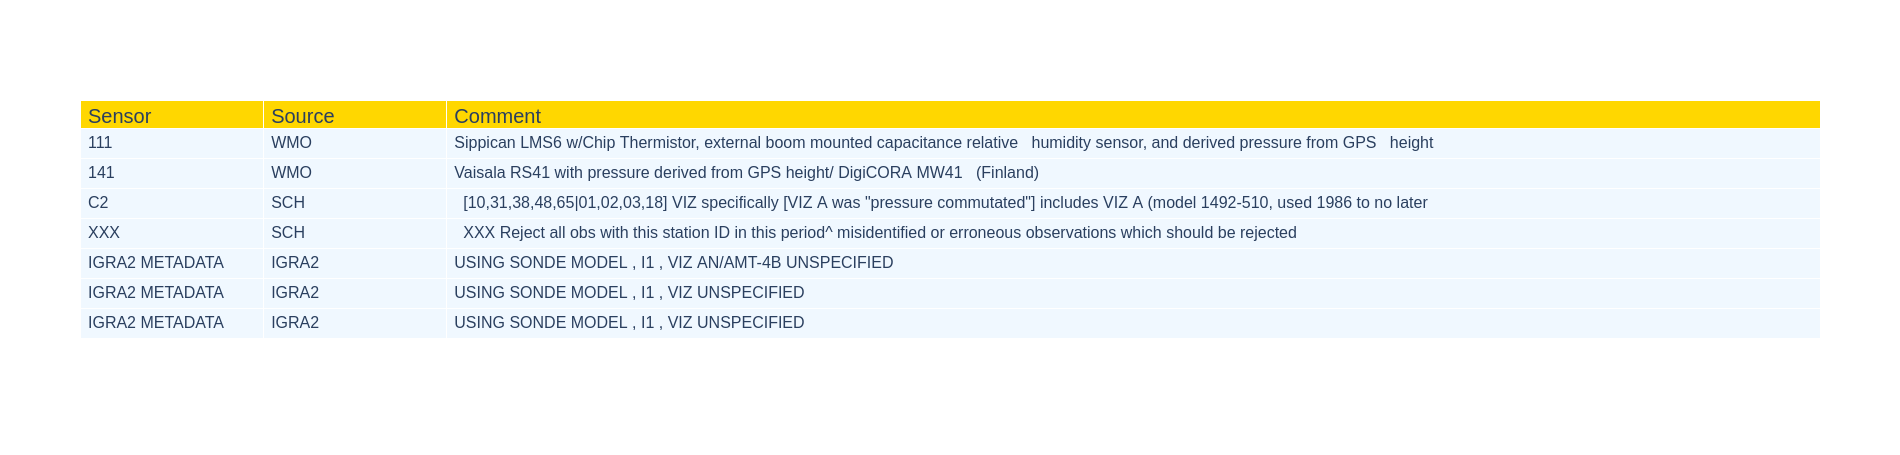 Sensor Source Comment
111 WMO Sippican LMS6 w/Chip Thermistor, external boom mounted capacitance relative   humidity sensor, and derived pressure from GPS   height
141 WMO Vaisala RS41 with pressure derived from GPS height/ DigiCORA MW41   (Finland)
C2 SCH [10,31,38,48,65|01,02,03,18] VIZ specifically [VIZ A was "pressure commutated"] includes VIZ A (model 1492-510, used 1986 to no later
XXX SCH XXX Reject all obs with this station ID in this period^ misidentified or erroneous observations which should be rejected
IGRA2 METADATA IGRA2 USING SONDE MODEL , I1 , VIZ AN/AMT-4B UNSPECIFIED
IGRA2 METADATA IGRA2 USING SONDE MODEL , I1 , VIZ UNSPECIFIED
IGRA2 METADATA IGRA2 USING SONDE MODEL , I1 , VIZ UNSPECIFIED